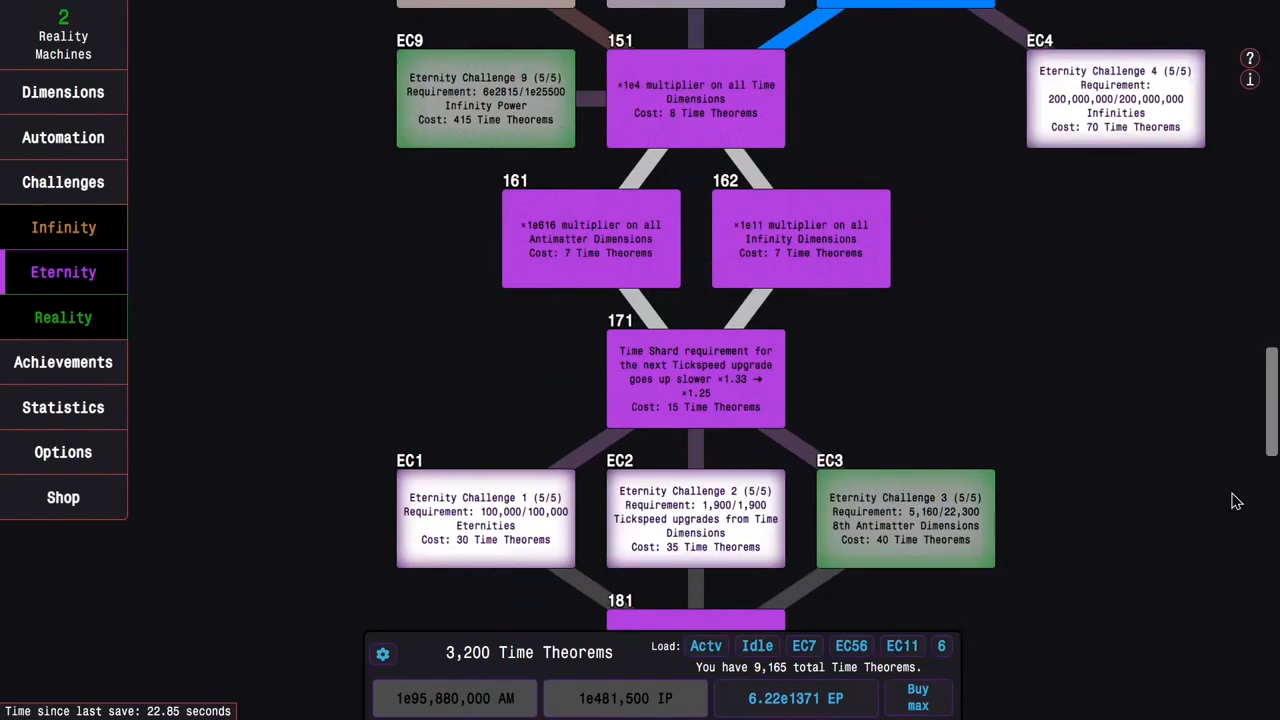 2
Reality
Machines
Dimensions
Automation
Challenges
Infinity
Eternity
Reality
Achievements
Statistics
Options
Shop
Time since last save: 22.85 seconds
EC9
Eternity Challenge 9 (5/5)
Requirement: 6e2815/1e25500
Infinity Power
Cost: 415 Time Theorems
151
×1e4 multiplier on all Time
Dimensions
Cost: 8 Time Theorems
EC4
Eternity Challenge 4 (5/5)
Requirement:
200,000,000/200,000,000
Infinities
Cost: 70 Time Theorems
?
i
161
×1e616 multiplier on all
Antimatter Dimensions
Cost: 7 Time Theorems
162
×1e11 multiplier on all
Infinity Dimensions
Cost: 7 Time Theorems
171
Time Shard requirement for
the next Tickspeed upgrade
goes up slower ×1.33 ➜
×1.25
Cost: 15 Time Theorems
EC1
Eternity Challenge 1 (5/5)
Requirement: 100,000/100,000
Eternities
Cost: 30 Time Theorems
EC2
Eternity Challenge 2 (5/5)
Requirement: 1,900/1,900
Tickspeed upgrades from Time
Dimensions
Cost: 35 Time Theorems
EC3
Eternity Challenge 3 (5/5)
Requirement: 5,160/22,300
8th Antimatter Dimensions
Cost: 40 Time Theorems
181
3,200 Time Theorems
Load: Actv Idle EC7 EC56 EC11 6
You have 9,165 total Time Theorems.
1e95,880,000 AM
1e481,500 IP
6.22e1371 EP
Buy
max